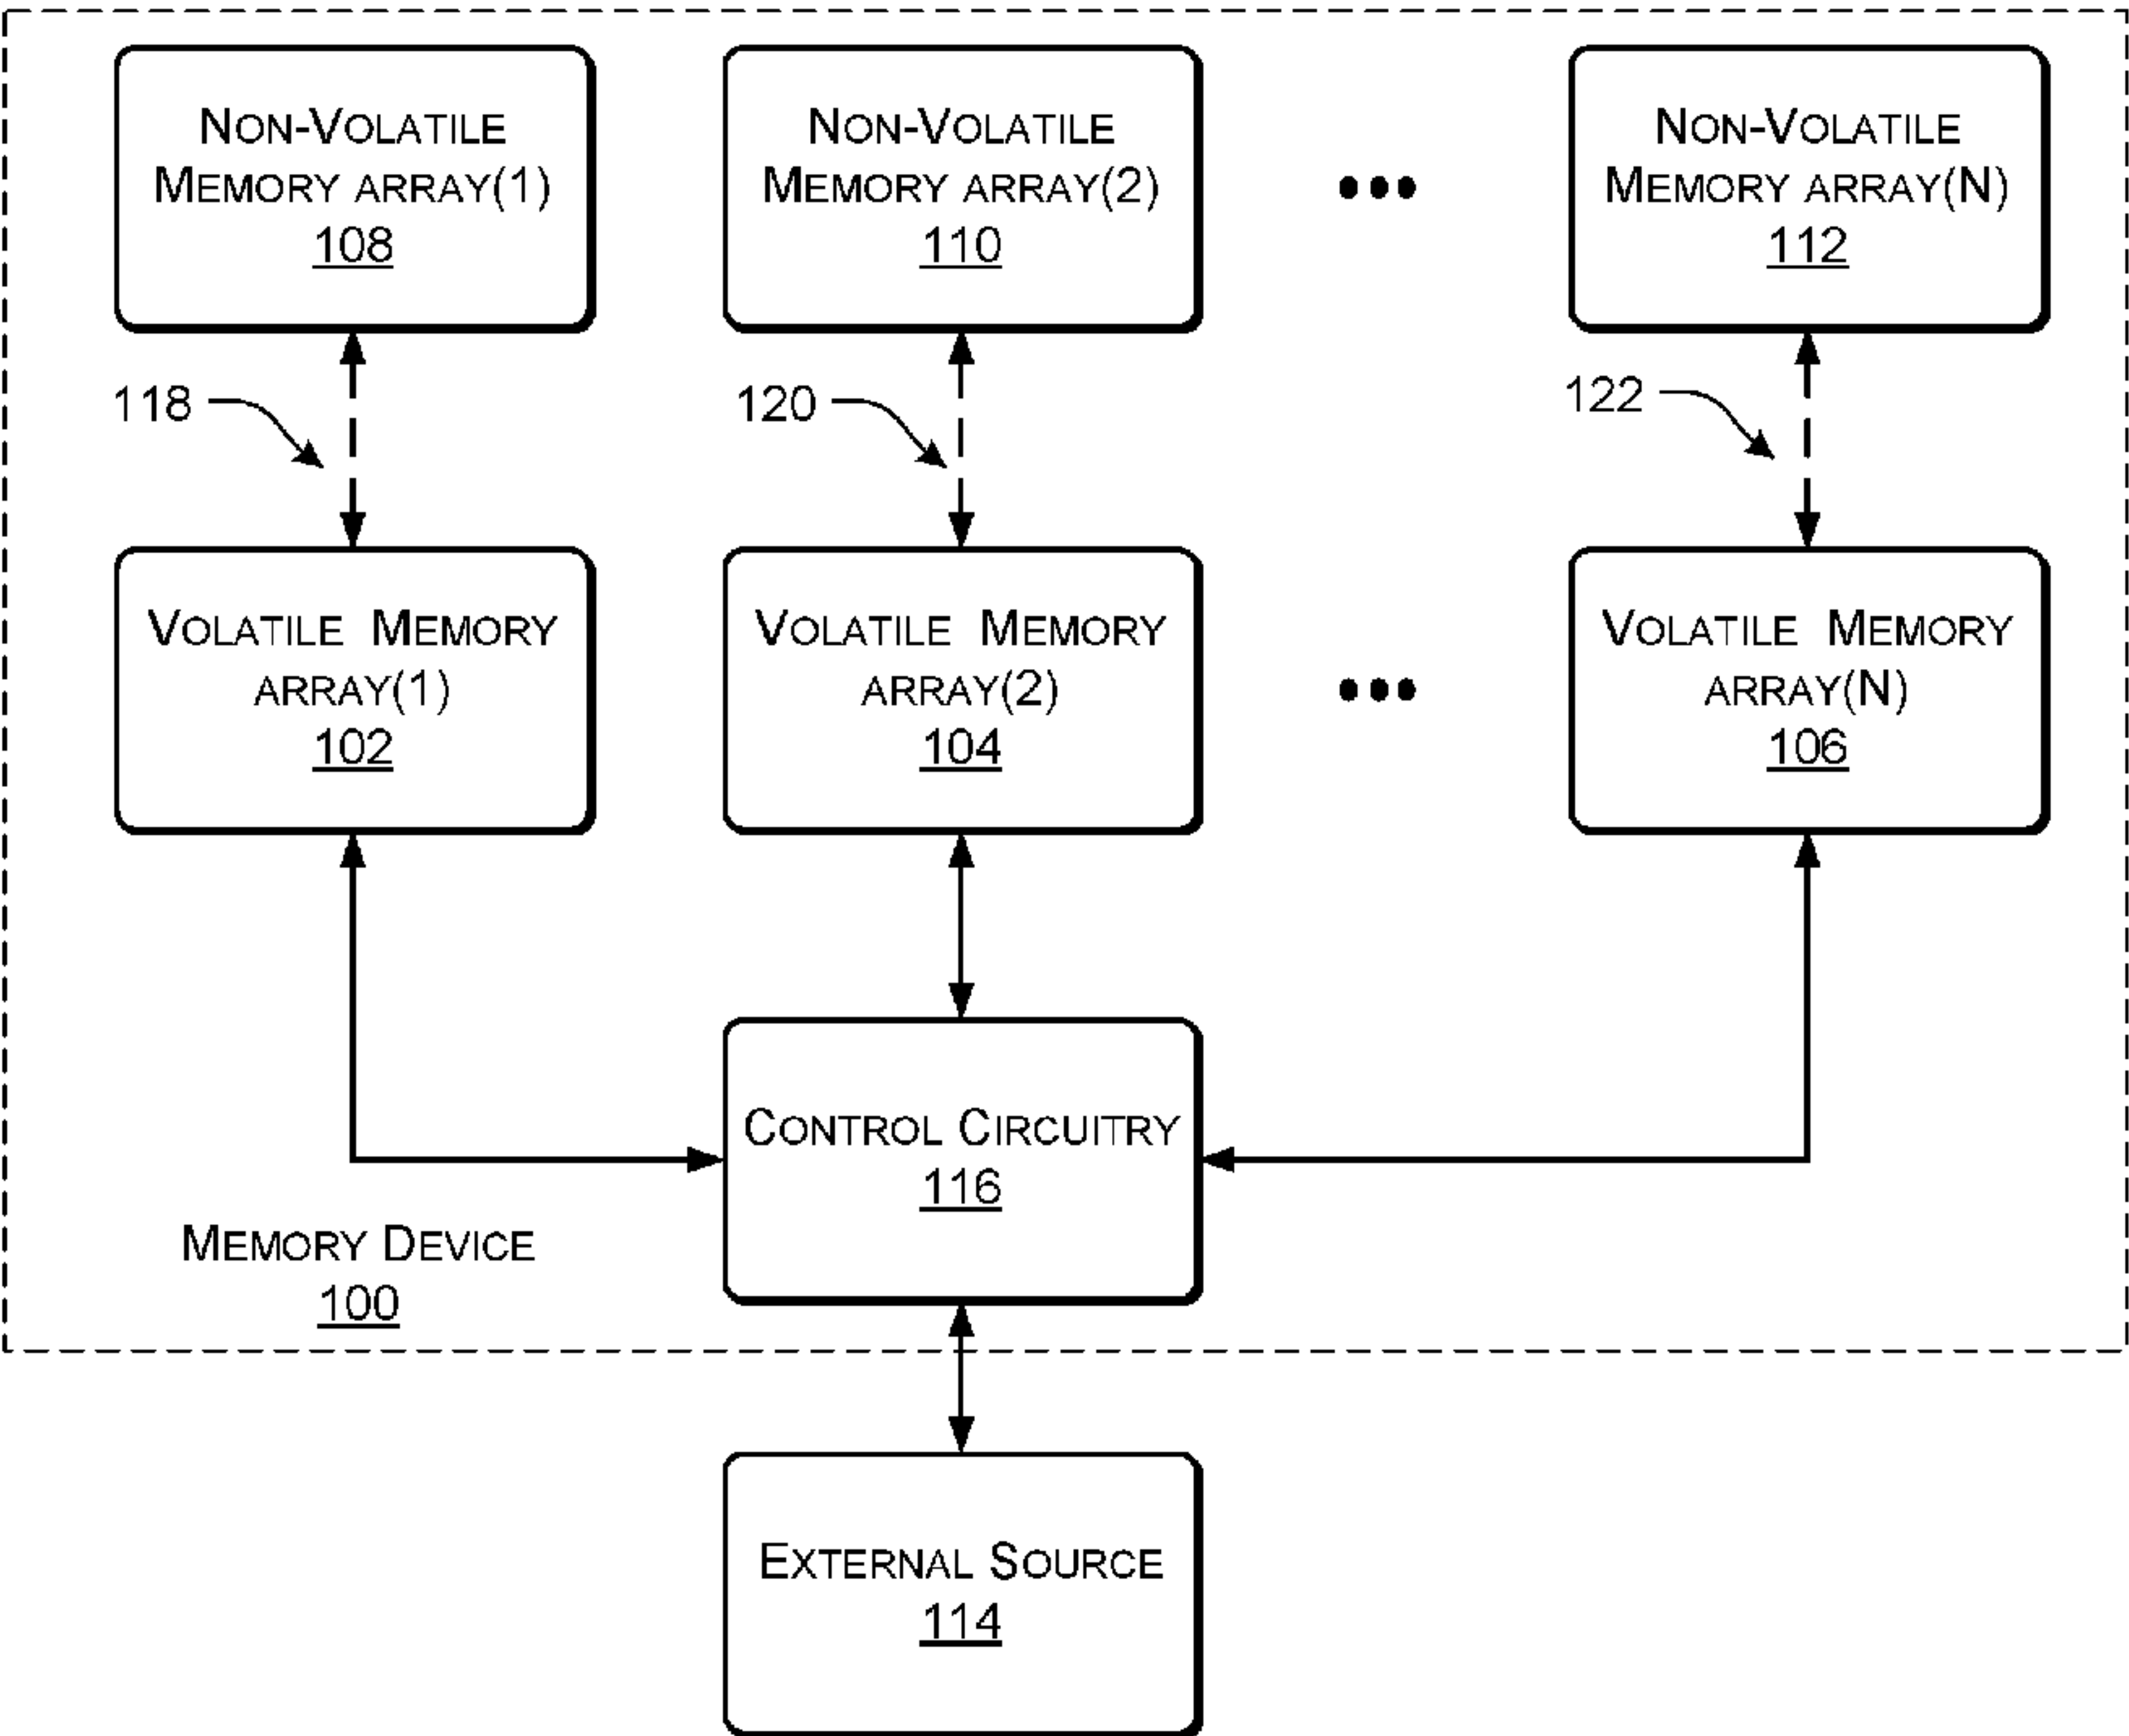 Non-Volatile
Memory array(1)
108
Non-Volatile
Memory array(2)
110
•••
Non-Volatile
Memory array(N)
112
118
120
122
Volatile Memory
array(1)
102
Volatile Memory
array(2)
104
•••
Volatile Memory
array(N)
106
Control Circuitry
116
Memory Device
100
External Source
114